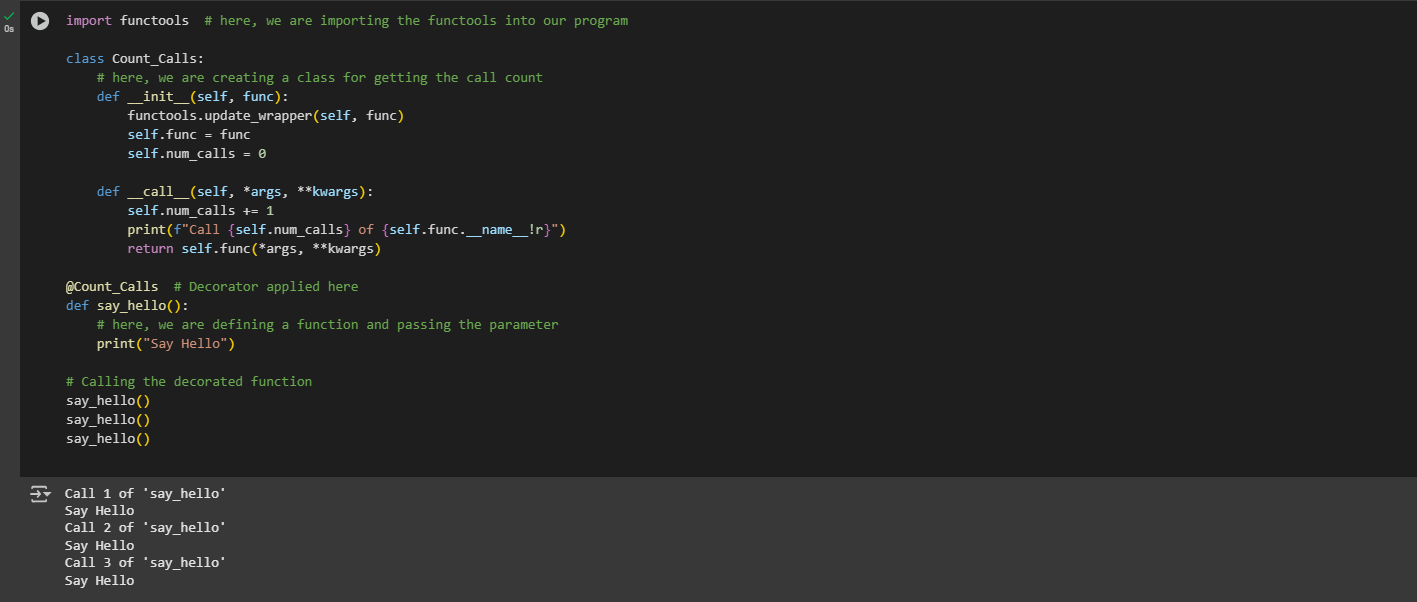 0s
import functools  # here, we are importing the functools into our program
class Count_Calls:
    # here, we are creating a class for getting the call count
    def __init__(self, func):
        functools.update_wrapper(self, func)
        self.func = func
        self.num_calls = 0
    def __call__(self, *args, **kwargs):
        self.num_calls += 1
        print(f"Call {self.num_calls} of {self.func.__name__!r}")
        return self.func(*args, **kwargs)
@Count_Calls  # Decorator applied here
def say_hello():
    # here, we are defining a function and passing the parameter
    print("Say Hello")
# Calling the decorated function
say_hello()
say_hello()
say_hello()
Call 1 of 'say_hello'
Say Hello
Call 2 of 'say_hello'
Say Hello
Call 3 of 'say_hello'
Say Hello